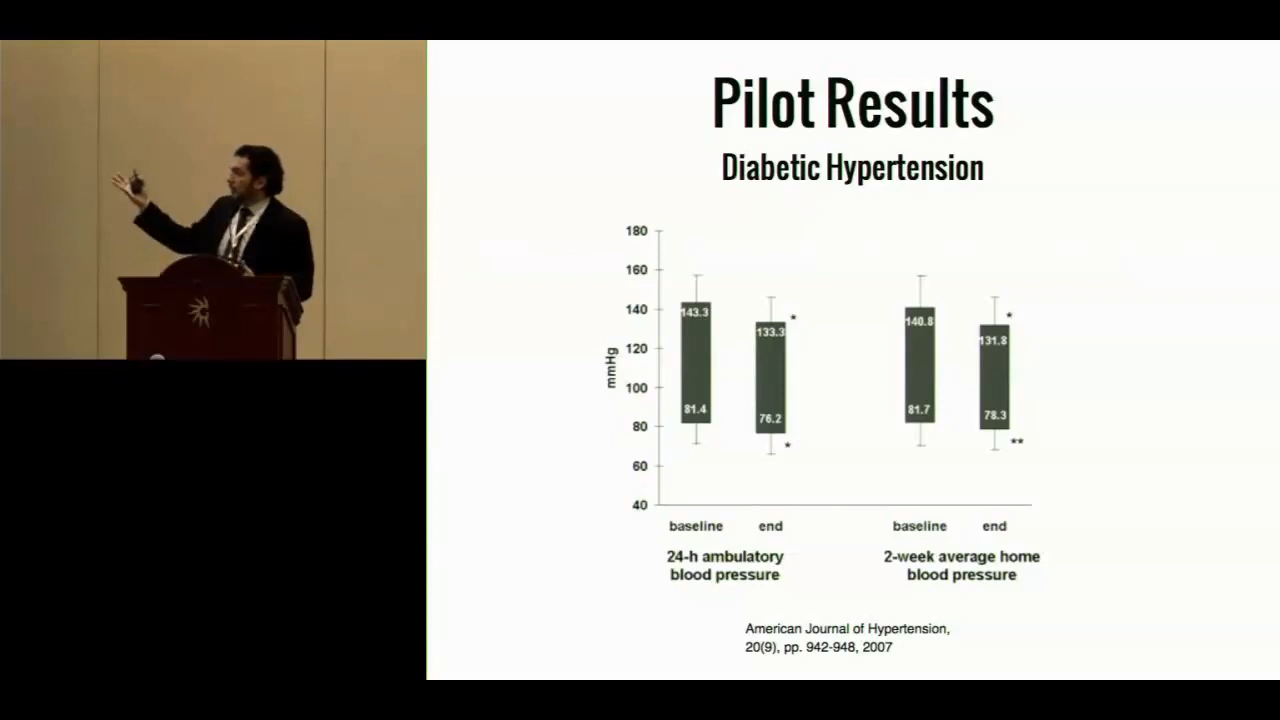 Pilot Results
Diabetic Hypertension
180
160
140
120
100
80
60
40
mmHg
143.3
81.4
133.3
*
76.2
*
140.8
81.7
131.8
*
78.3
**
baseline
end
baseline
end
24-h ambulatory
blood pressure
2-week average home
blood pressure
American Journal of Hypertension,
20(9), pp. 942-948, 2007